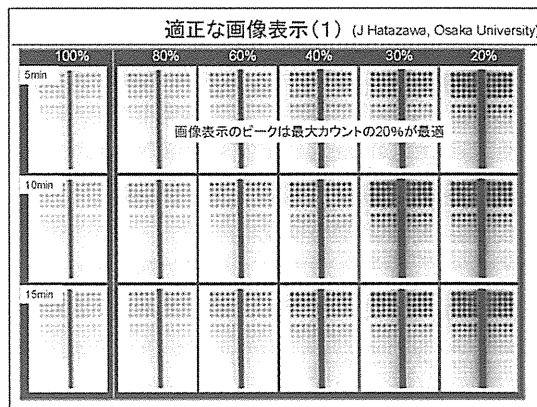 適正な画像表示(1) (J Hatazawa, Osaka University)
100% 80% 60% 40% 30% 20%
5min
画像表示のピークは最大カウントの20%が最適
10min
15min